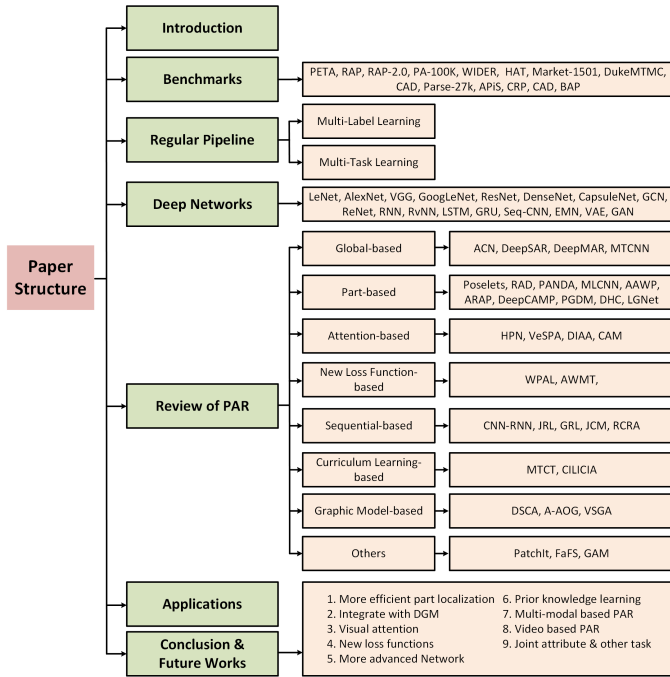 Paper
Structure
Introduction
Benchmarks
PETA, RAP, RAP-2.0, PA-100K, WIDER, HAT, Market-1501, DukeMTMC,
CAD, Parse-27k, APiS, CRP, CAD, BAP
Regular Pipeline
Multi-Label Learning
Multi-Task Learning
Deep Networks
LeNet, AlexNet, VGG, GoogLeNet, ResNet, DenseNet, CapsuleNet, GCN,
ReNet, RNN, RvNN, LSTM, GRU, Seq-CNN, EMN, VAE, GAN
Review of PAR
Global-based
ACN, DeepSAR, DeepMAR, MTCNN
Part-based
Poselets, RAD, PANDA, MLCNN, AAWP,
ARAP, DeepCAMP, PGDM, DHC, LGNet
Attention-based
HPN, VeSPA, DIAA, CAM
New Loss Function-
based
WPAL, AWMT,
Sequential-based
CNN-RNN, JRL, GRL, JCM, RCRA
Curriculum Learning-
based
MTCT, CILICIA
Graphic Model-based
DSCA, A-AOG, VSGA
Others
PatchIt, FaFS, GAM
Applications
Conclusion &
Future Works
1. More efficient part localization
2. Integrate with DGM
3. Visual attention
4. New loss functions
5. More advanced Network
6. Prior knowledge learning
7. Multi-modal based PAR
8. Video based PAR
9. Joint attribute & other task